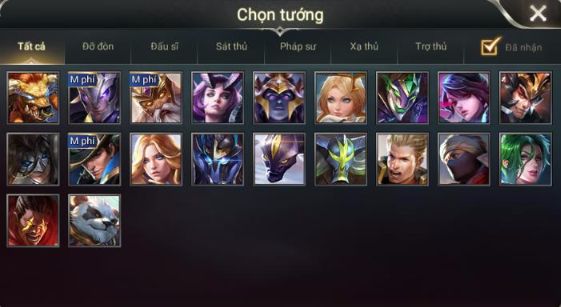 Chọn tướng
Tất cả Đỡ đòn Đấu sĩ Sát thủ Pháp sư Xạ thủ Trợ thủ Đã nhận
M phí M phí
M phí